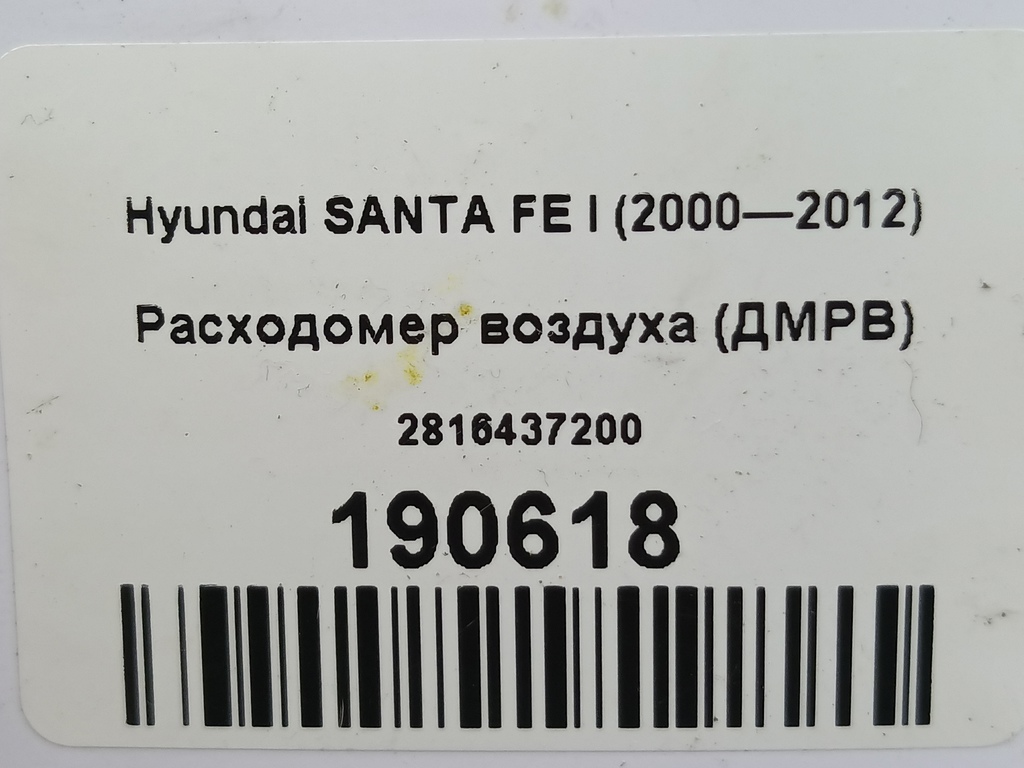 Hyundai SANTA FE I (2000—2012)
Расходомер воздуха (ДМРВ)
2816437200
190618